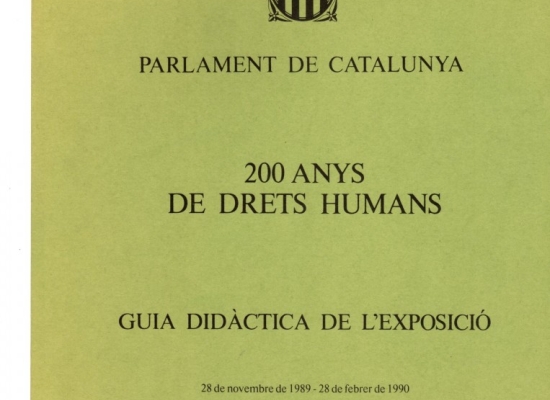 PARLAMENT DE CATALUNYA
200 ANYS
DE DRETS HUMANS
GUIA DIDÀCTICA DE L'EXPOSICIÓ
28 de novembre de 1989 - 28 de febrer de 1990